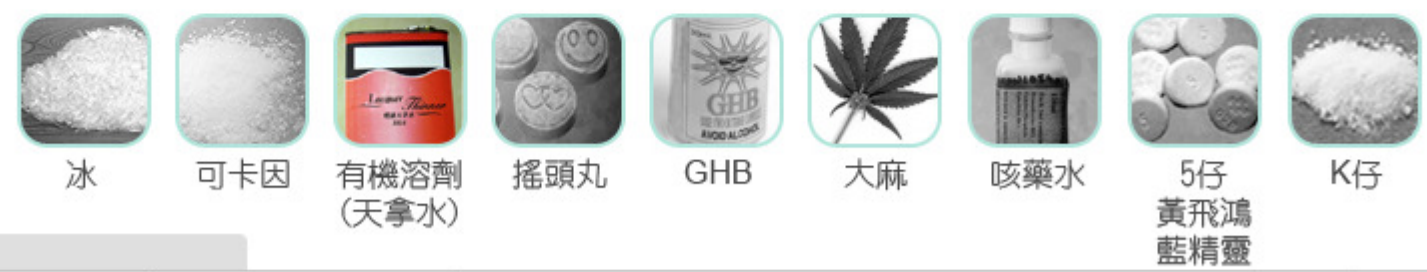 Lacquer Thinner
GHB
AVOID ALCOHOL
冰
可卡因
有機溶劑
(天拿水)
搖頭丸
GHB
大麻
咳藥水
5仔
黃飛鴻
藍精靈
K仔